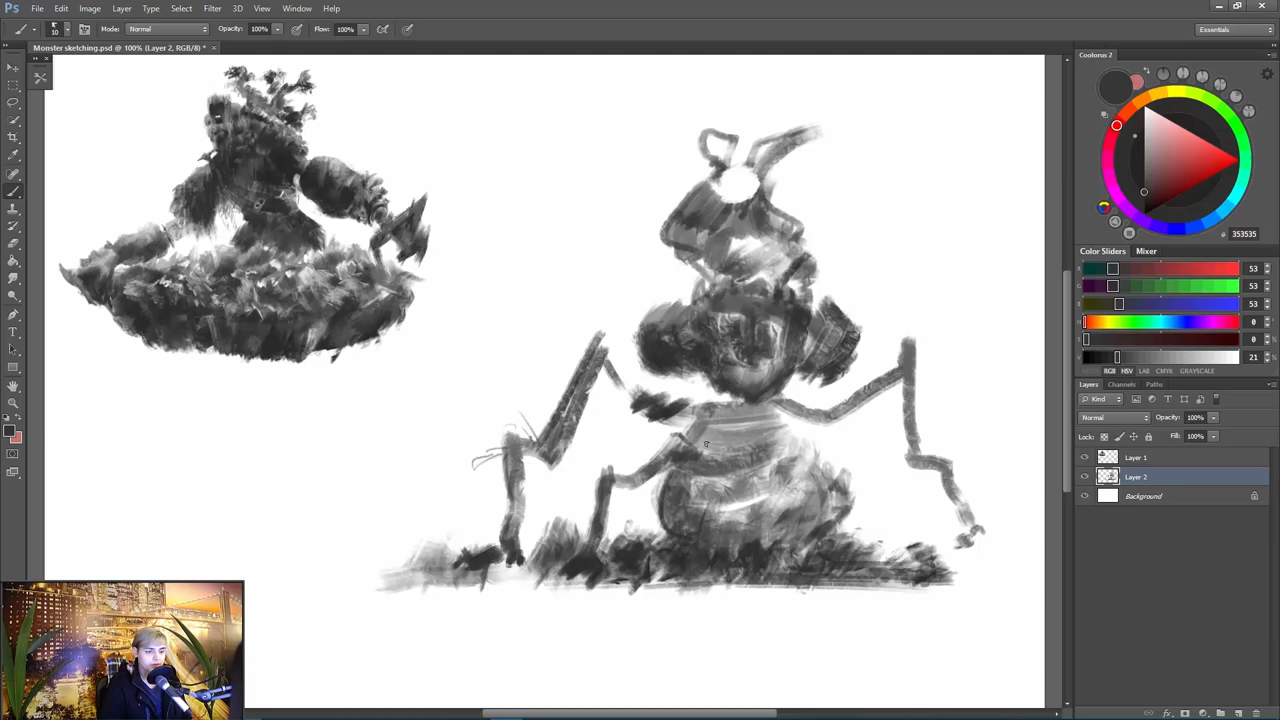 Ps File Edit Image Layer Type Select Filter 3D View Window Help
10 Mode: Normal Opacity: 100% Flow: 100% Essentials
Monster sketching.psd @ 100% (Layer 2, RGB/8) *
Coolorus 2
353535
Color Sliders Mixer
R 53
G 53
B 53
H 0 °
S 0 %
V 21 %
RGB HSV LAB CMYK GRAYSCALE
Layers Channels Paths
Kind
Normal Opacity: 100%
Lock: Fill: 100%
Layer 1
Layer 2
Background